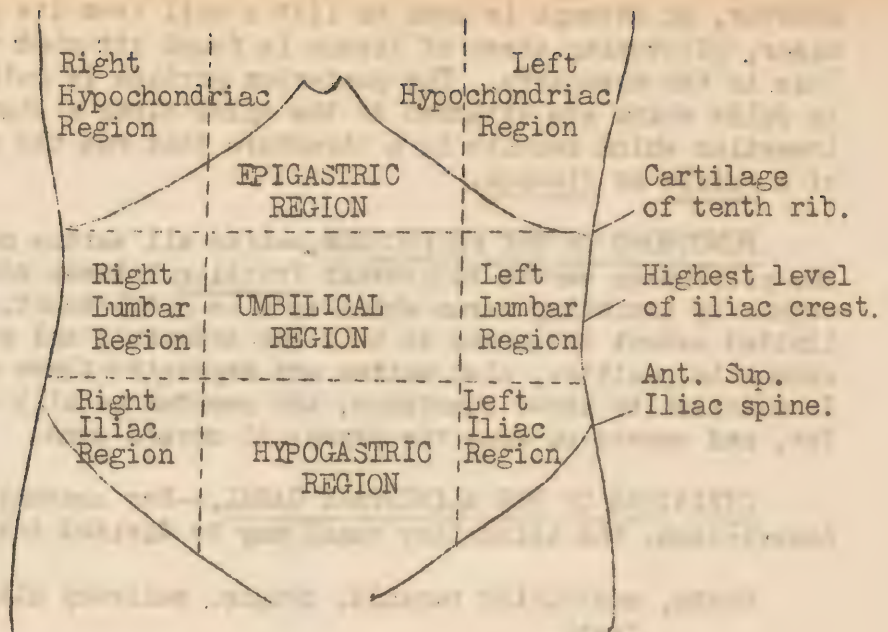 Right
Hypochondriac
Region
Left
Hypochondriac
Region
EPIGASTRIC
REGION
Cartilage
of tenth rib.
Right
Lumbar
Region
UMBILICAL
REGION
Left
Lumbar
Region
Highest level
of iliac crest.
Right
Iliac
Region
HYPOGASTRIC
REGION
Left
Iliac
Region
Ant. Sup.
Iliac spine.